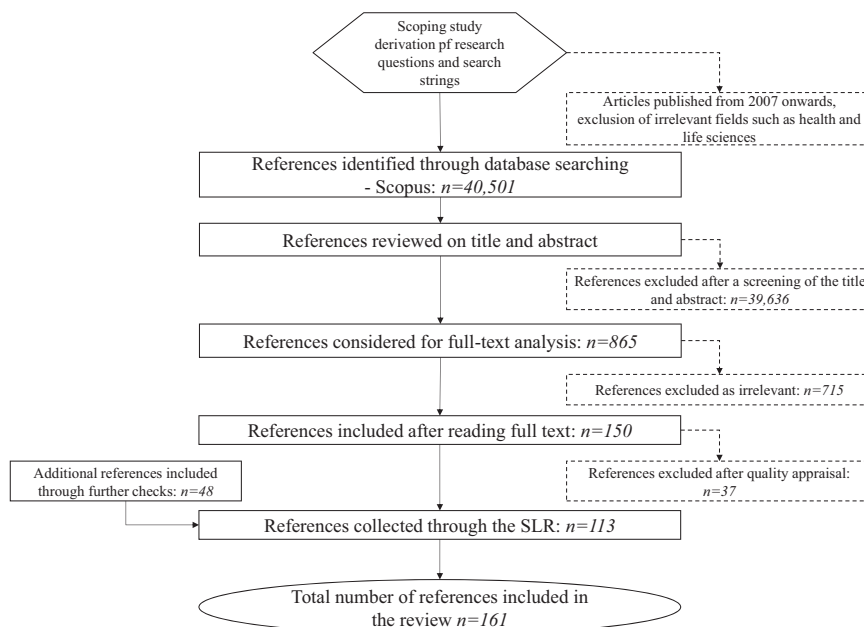 Scoping study
derivation pf research
questions and search
strings
Articles published from 2007 onwards,
exclusion of irrelevant fields such as health and
life sciences
References identified through database searching
- Scopus: n=40,501
References reviewed on title and abstract
References excluded after a screening of the title
and abstract: n=39,636
References considered for full-text analysis: n=865
References excluded as irrelevant: n=715
References included after reading full text: n=150
Additional references included
through further checks: n=48
References excluded after quality appraisal:
n=37
References collected through the SLR: n=113
Total number of references included in
the review n=161